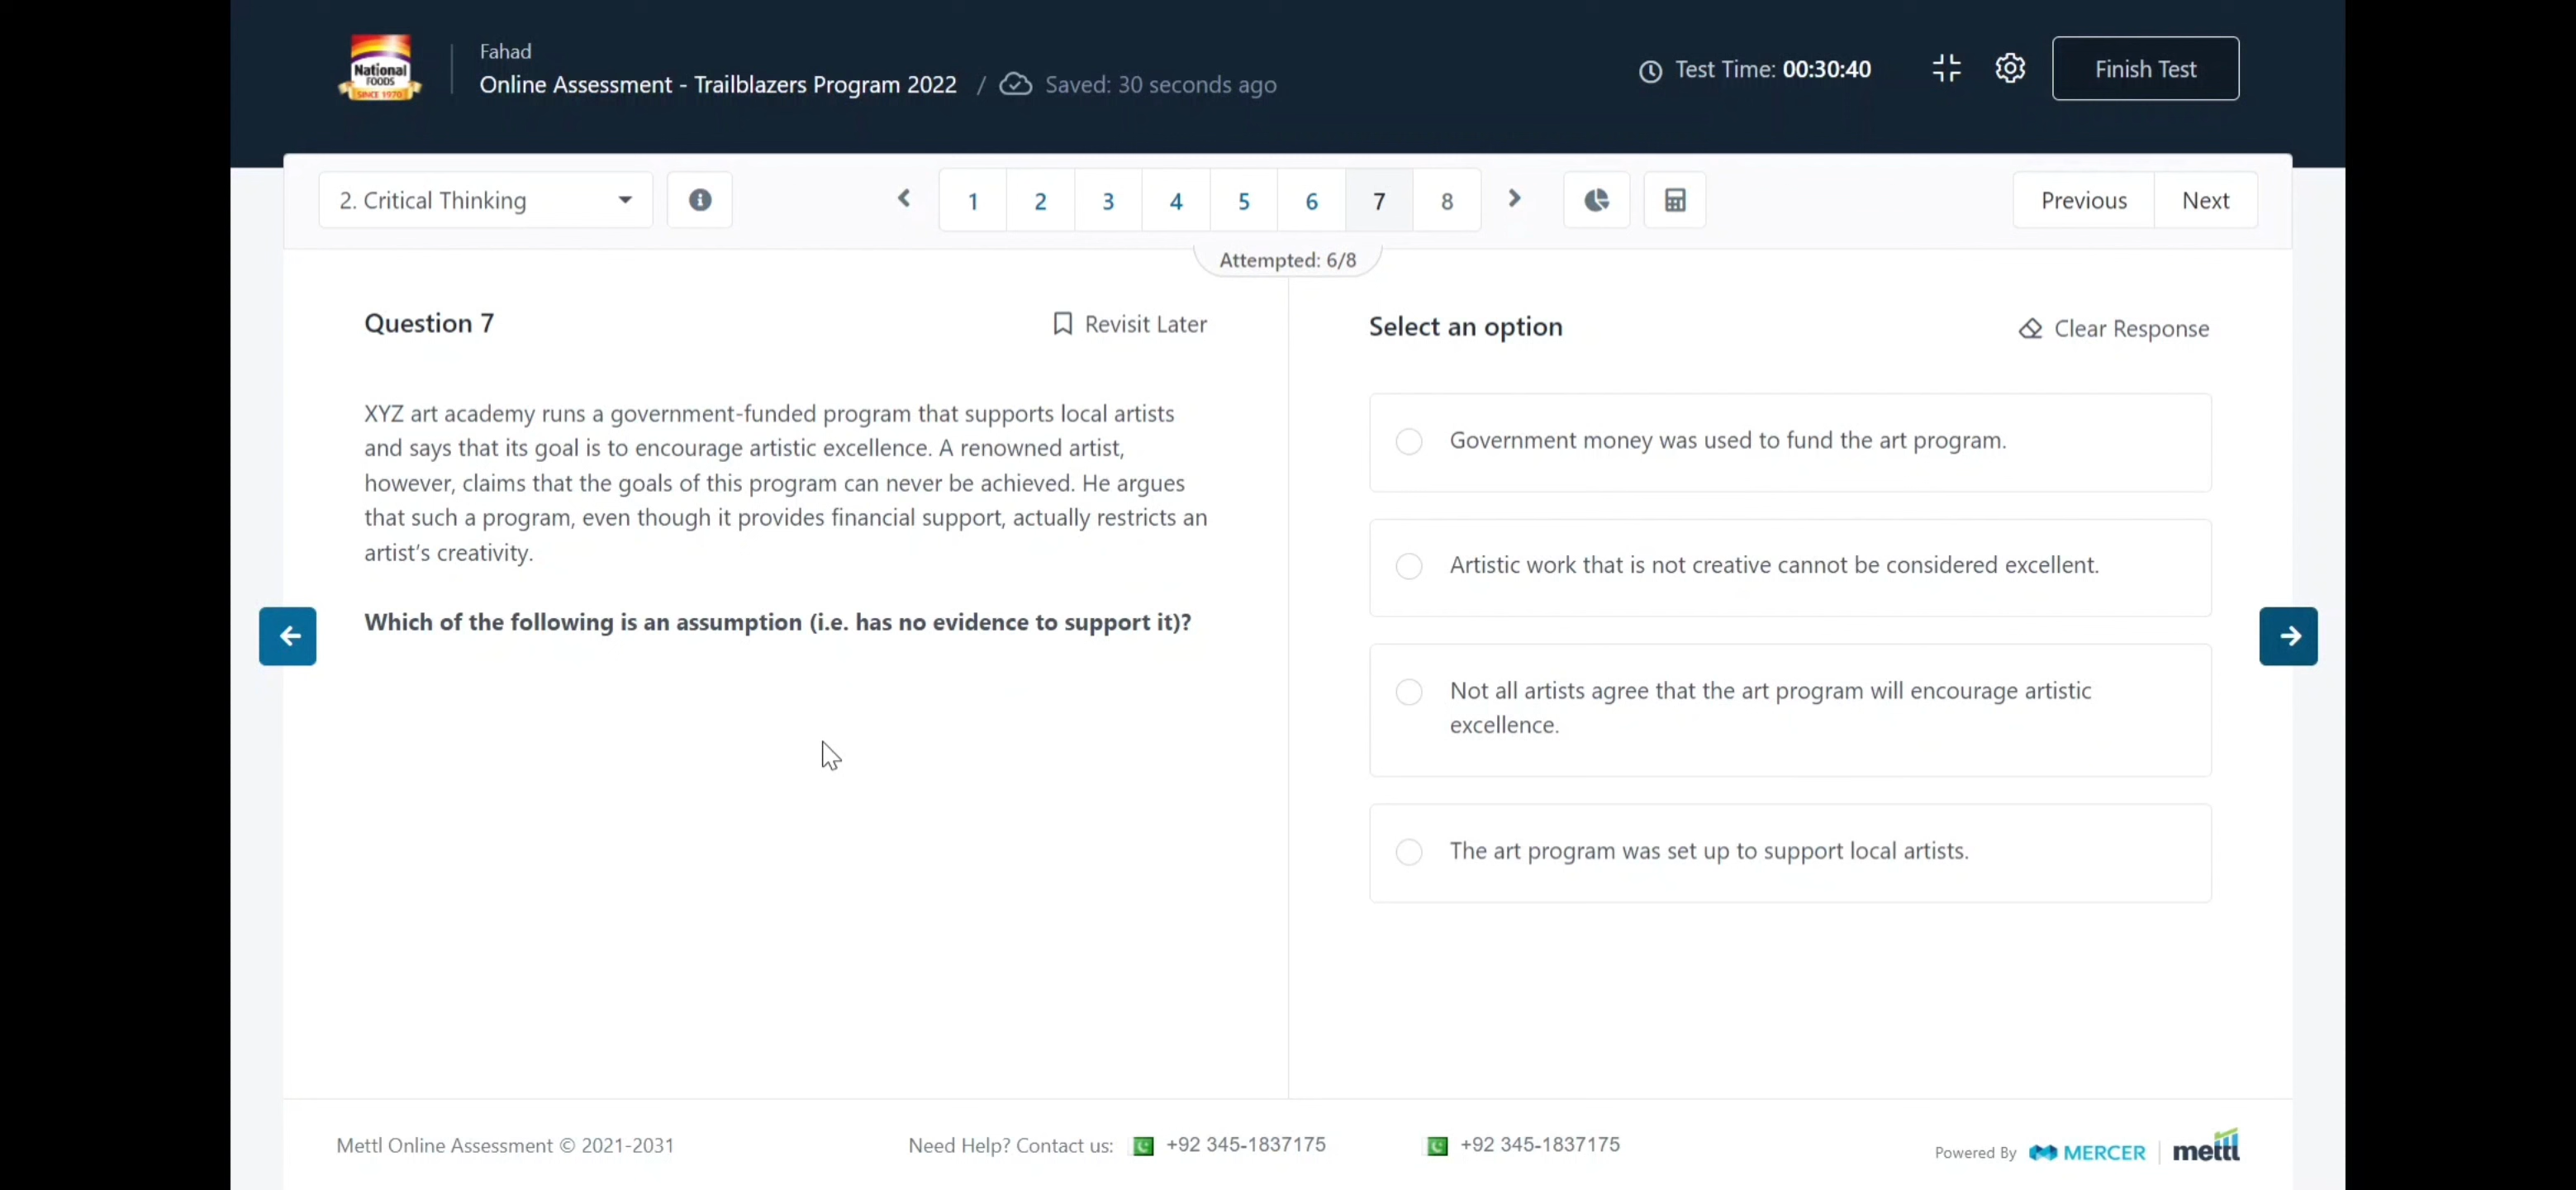 National
FOODS
SINCE 1970
Fahad
Online Assessment - Trailblazers Program 2022 / Saved: 30 seconds ago
Test Time: 00:30:40
Finish Test
2. Critical Thinking
1 2 3 4 5 6 7 8
Previous
Next
Attempted: 6/8
Question 7
Revisit Later
XYZ art academy runs a government-funded program that supports local artists
and says that its goal is to encourage artistic excellence. A renowned artist,
however, claims that the goals of this program can never be achieved. He argues
that such a program, even though it provides financial support, actually restricts an
artist's creativity.
Which of the following is an assumption (i.e. has no evidence to support it)?
Select an option
Clear Response
Government money was used to fund the art program.
Artistic work that is not creative cannot be considered excellent.
Not all artists agree that the art program will encourage artistic
excellence.
The art program was set up to support local artists.
Mettl Online Assessment © 2021-2031
Need Help? Contact us: +92 345-1837175
+92 345-1837175
Powered By MERCER | mettl